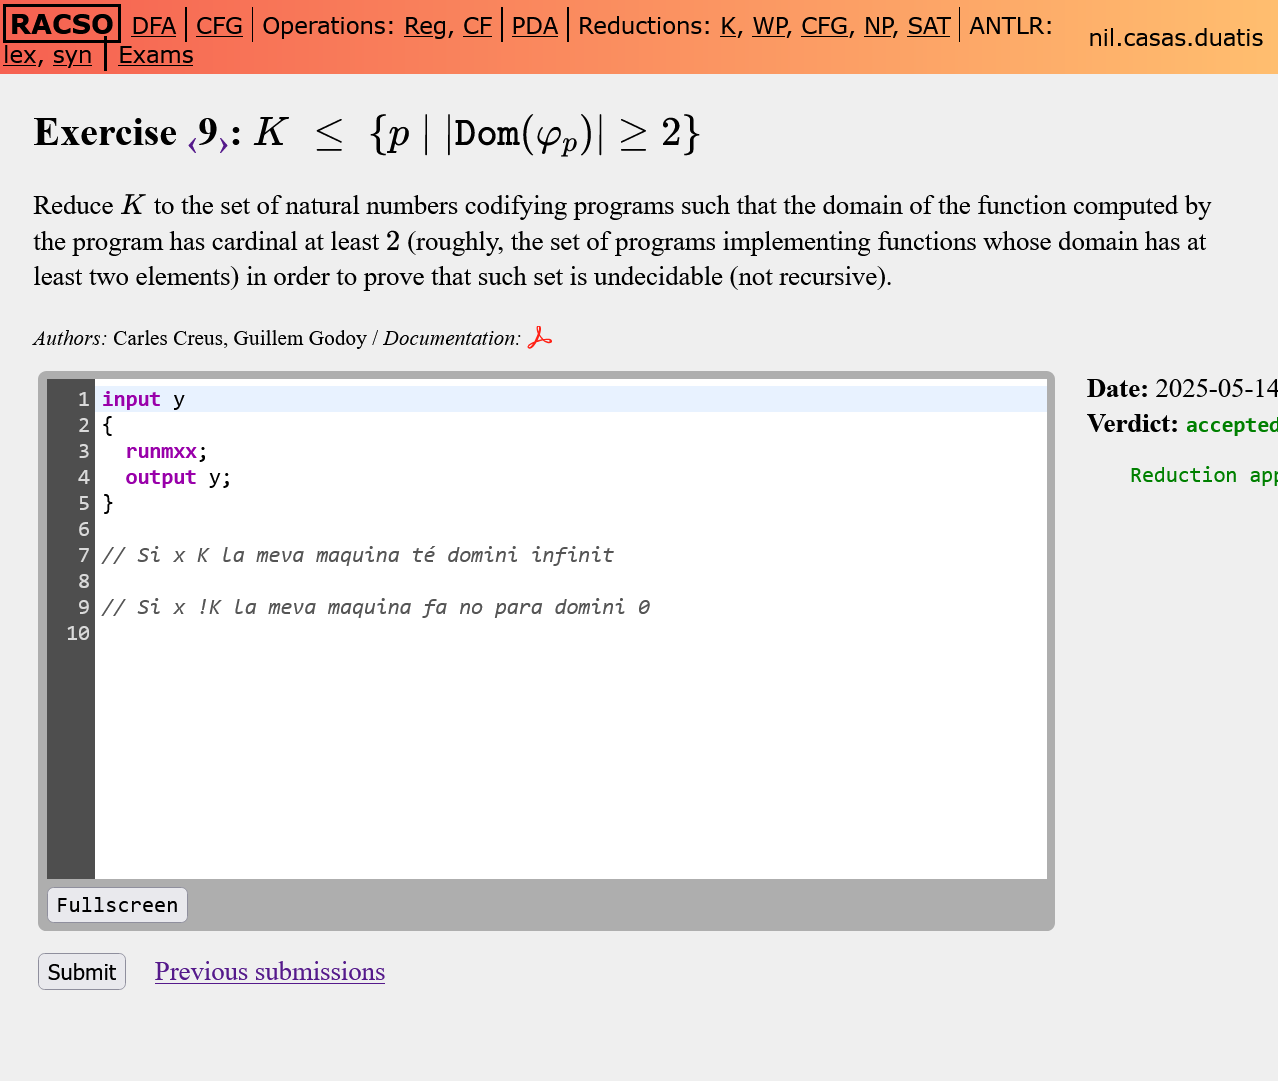 RACSO DFA | CFG | Operations: Reg, CF | PDA | Reductions: K, WP, CFG, NP, SAT | ANTLR:
lex, syn | Exams
nil.casas.duatis
Exercise ‹9›: K ≤ {p | |Dom(φp)| ≥ 2}
Reduce K to the set of natural numbers codifying programs such that the domain of the function computed by
the program has cardinal at least 2 (roughly, the set of programs implementing functions whose domain has at
least two elements) in order to prove that such set is undecidable (not recursive).
Authors: Carles Creus, Guillem Godoy / Documentation:
1 input y
2 {
3 runmxx;
4 output y;
5 }
6
7 // Si x K la meva maquina té domini infinit
8
9 // Si x !K la meva maquina fa no para domini 0
10
Fullscreen
Submit Previous submissions
Date: 2025-05-14
Verdict: accepted
Reduction